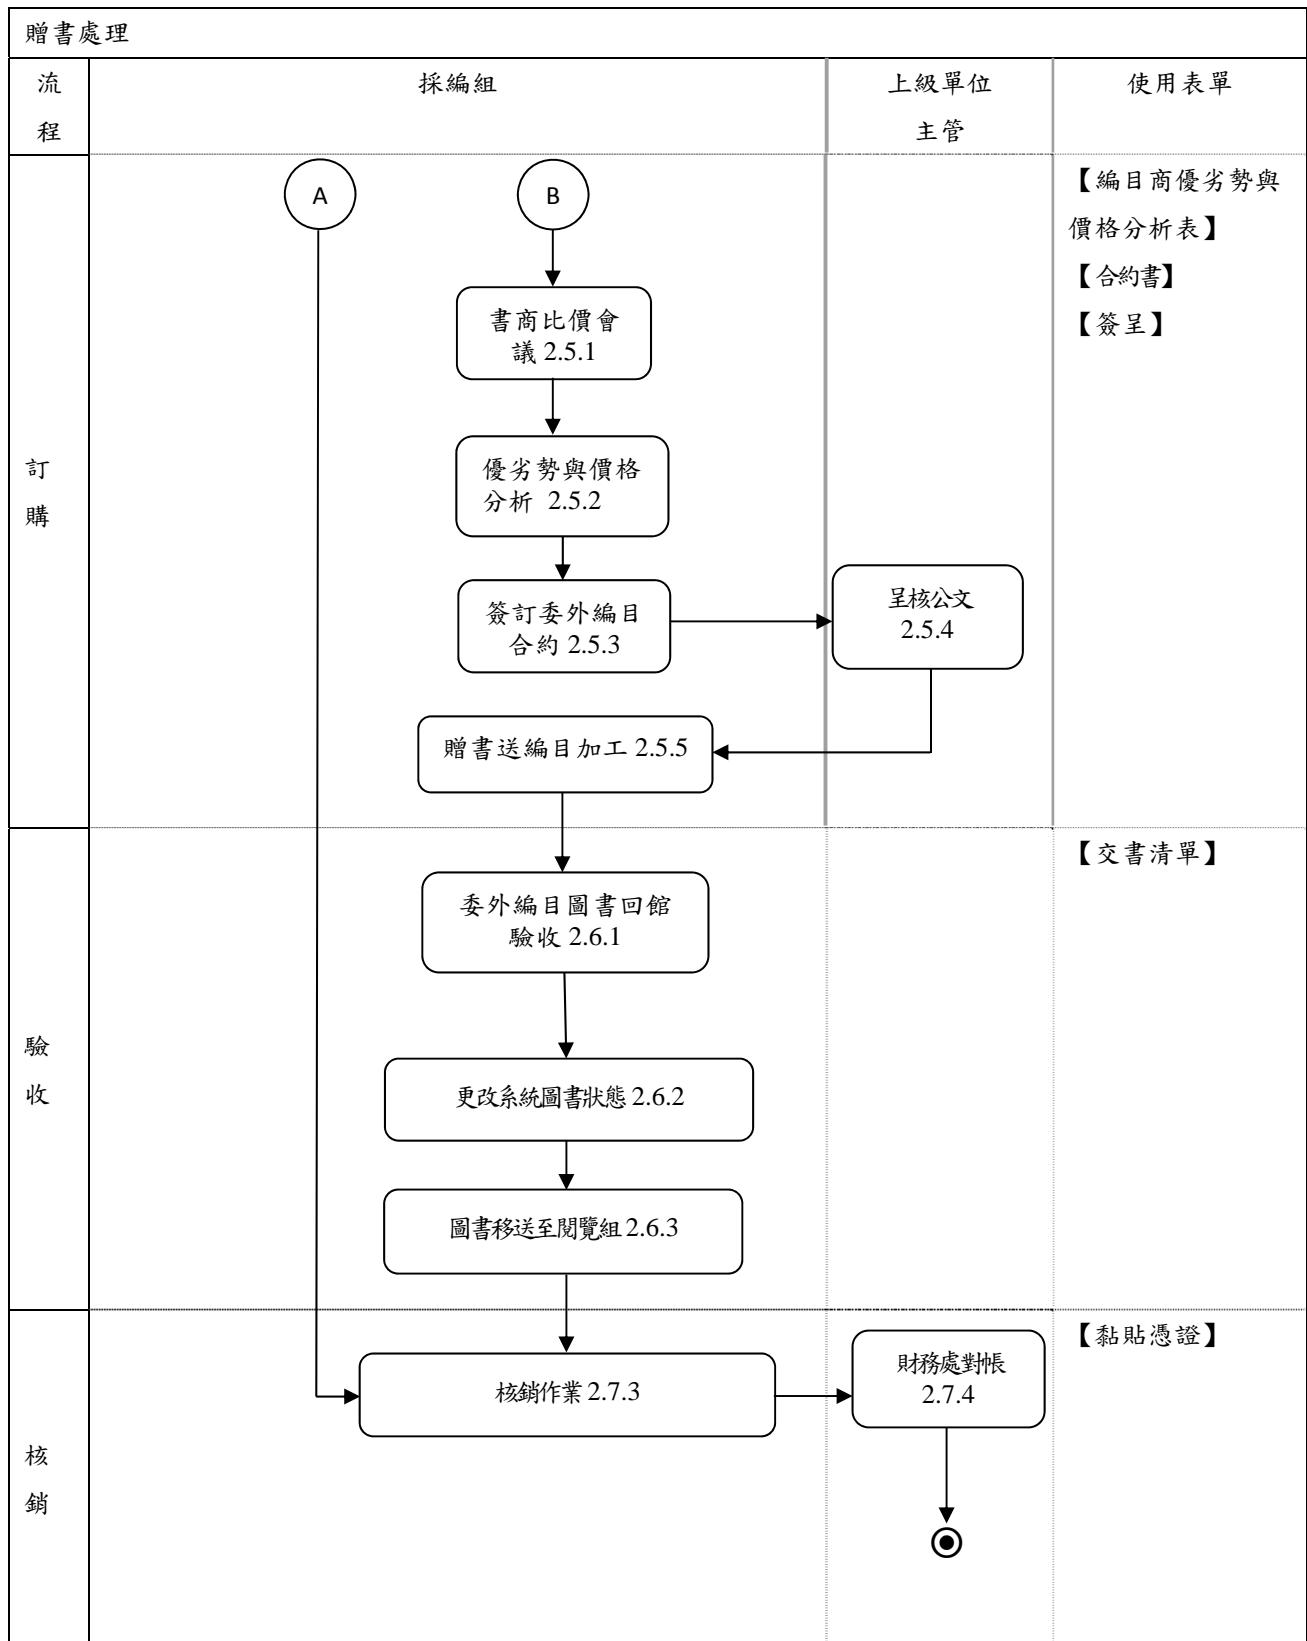 贈書處理
流
程
採編組
上級單位
主管
使用表單
訂
購
A
B
書商比價會
議 2.5.1
優劣勢與價格
分析 2.5.2
簽訂委外編目
合約 2.5.3
呈核公文
2.5.4
贈書送編目加工 2.5.5
【編目商優劣勢與
價格分析表】
【合約書】
【簽呈】
驗
收
委外編目圖書回館
驗收 2.6.1
更改系統圖書狀態 2.6.2
圖書移送至閱覽組 2.6.3
【交書清單】
核
銷
核銷作業 2.7.3
財務處對帳
2.7.4
【黏貼憑證】